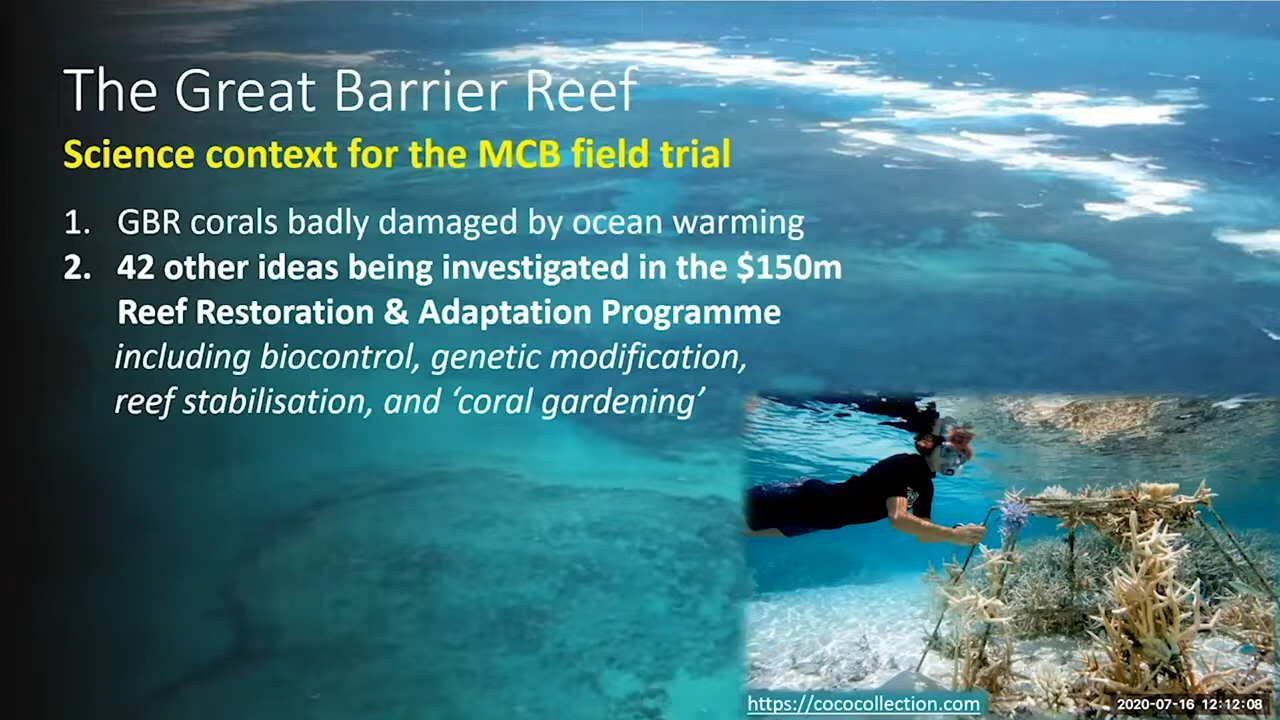 The Great Barrier Reef
Science context for the MCB field trial
1. GBR corals badly damaged by ocean warming
2. 42 other ideas being investigated in the $150m
Reef Restoration & Adaptation Programme
including biocontrol, genetic modification,
reef stabilisation, and ‘coral gardening’
https://cococollection.com
2020-07-16 12:12:08